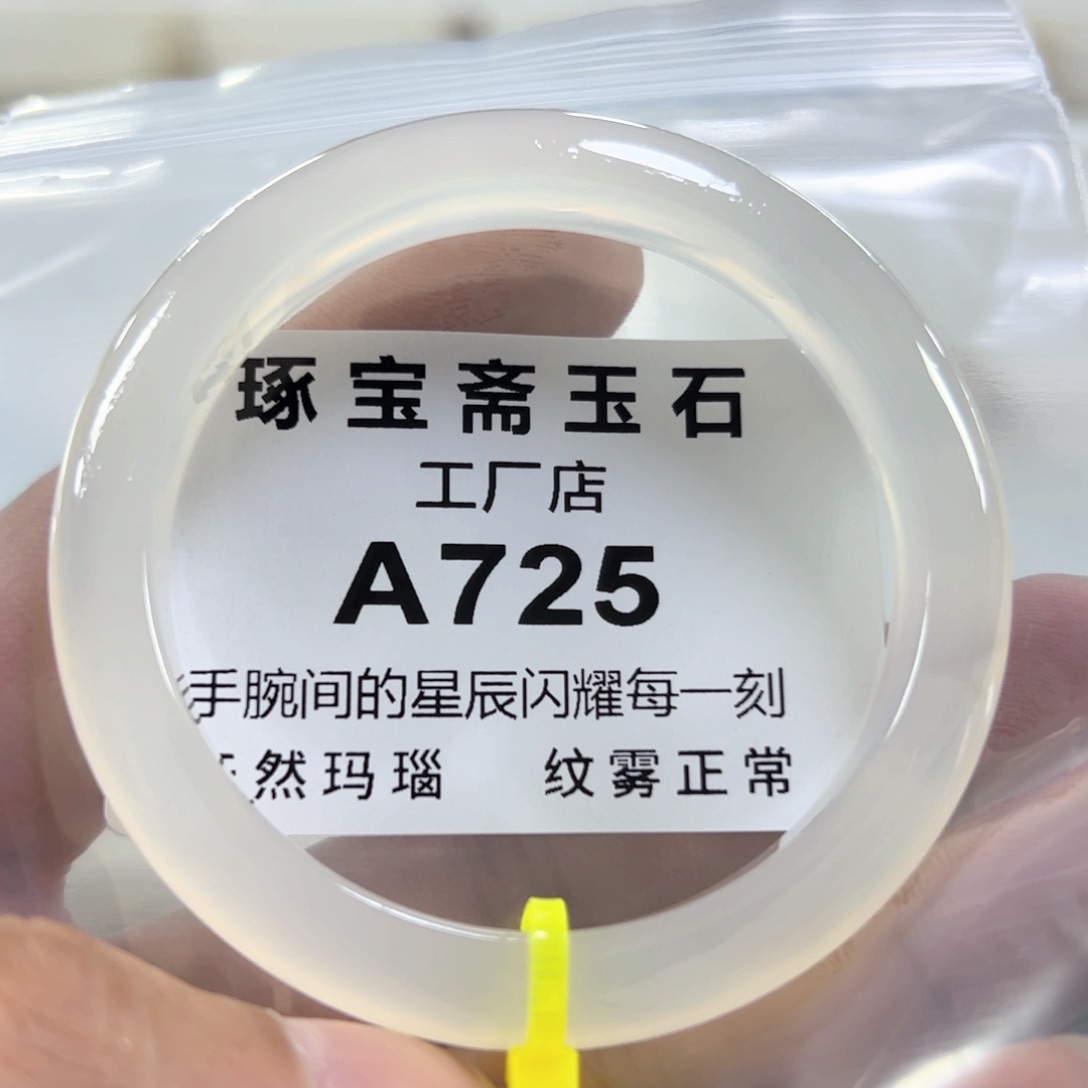 琢宝斋玉石
工厂店
A725
手腕间的星辰闪耀每一刻
然玛瑙 纹雾正常